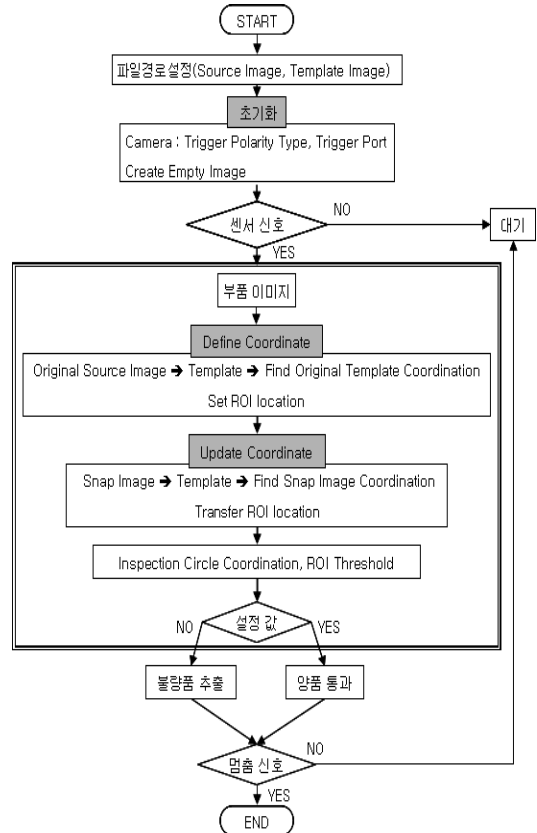 START
파일경로설정(Source Image, Template Image)
초기화
Camera : Trigger Polarity Type, Trigger Port
Create Empty Image
센서 신호
NO
대기
YES
부품 이미지
Define Coordinate
Original Source Image ➔ Template ➔ Find Original Template Coordination
Set ROI location
Update Coordinate
Snap Image ➔ Template ➔ Find Snap Image Coordination
Transfer ROI location
Inspection Circle Coordination, ROI Threshold
NO
설정 값
YES
불량품 추출
양품 통과
멈춤 신호
NO
YES
END